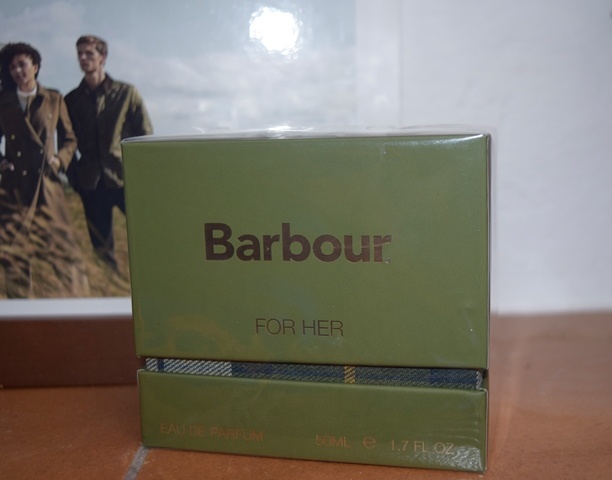 Barbour
FOR HER
EAU DE PARFUM 50ML e 1.7 FL.OZ.